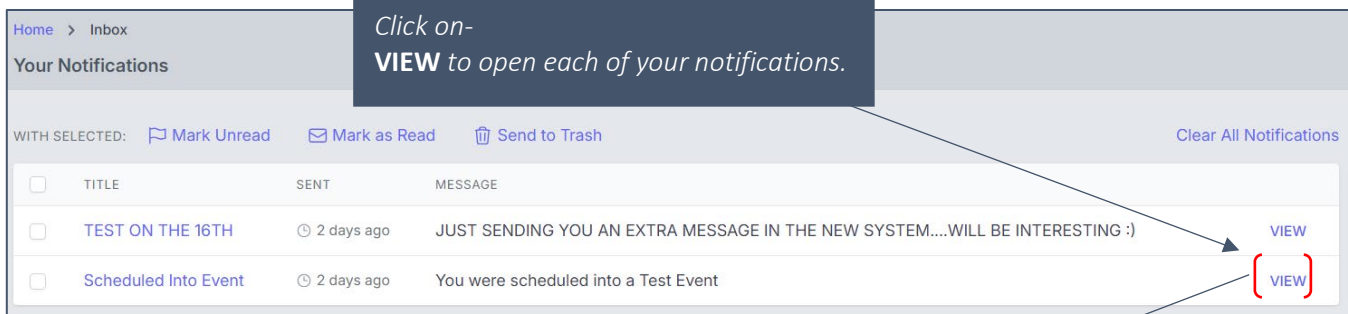 Home > Inbox
Click on-
VIEW to open each of your notifications.
Your Notifications
WITH SELECTED: Mark Unread Mark as Read Send to Trash Clear All Notifications
TITLE SENT MESSAGE
TEST ON THE 16TH 2 days ago JUST SENDING YOU AN EXTRA MESSAGE IN THE NEW SYSTEM....WILL BE INTERESTING :) VIEW
Scheduled Into Event 2 days ago You were scheduled into a Test Event VIEW